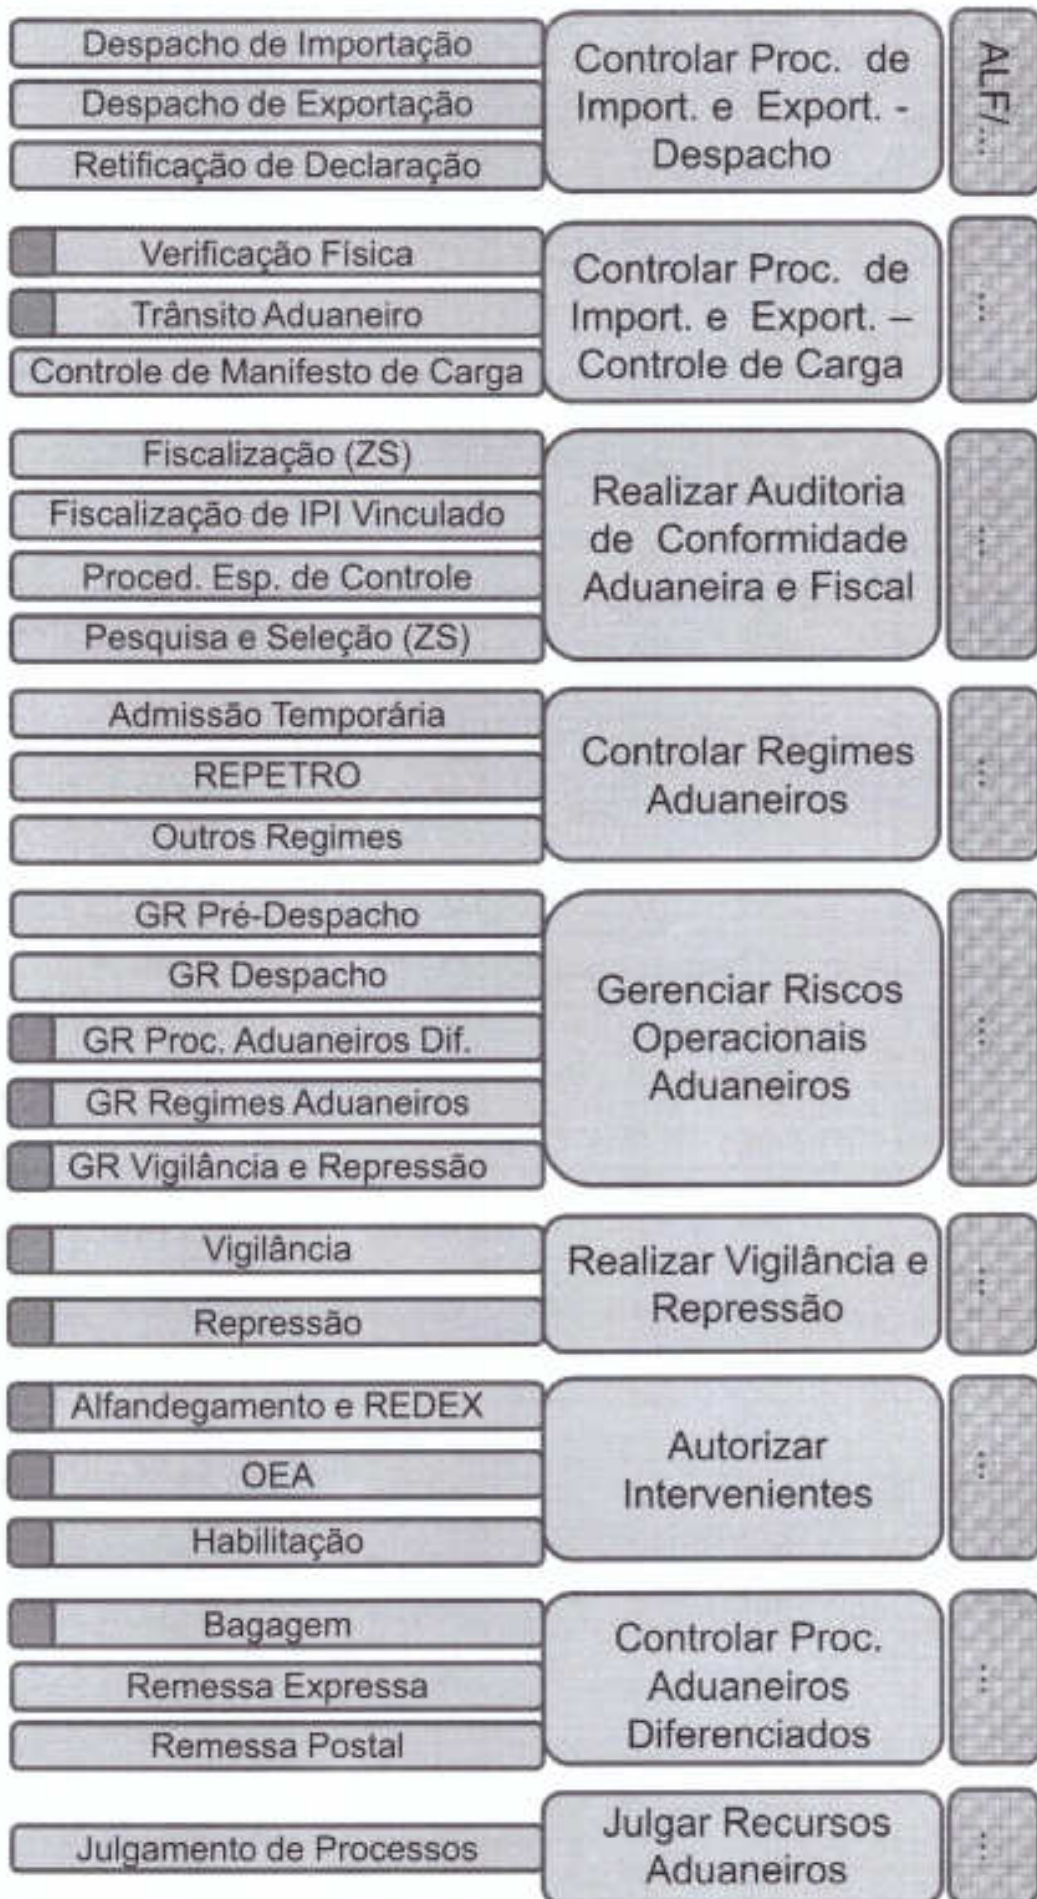 Despacho de Importação
Despacho de Exportação
Retificação de Declaração
Controlar Proc. de
Import. e Export. -
Despacho
ALF/...
Verificação Física
Trânsito Aduaneiro
Controle de Manifesto de Carga
Controlar Proc. de
Import. e Export. –
Controle de Carga
...
Fiscalização (ZS)
Fiscalização de IPI Vinculado
Proced. Esp. de Controle
Pesquisa e Seleção (ZS)
Realizar Auditoria
de Conformidade
Aduaneira e Fiscal
...
Admissão Temporária
REPETRO
Outros Regimes
Controlar Regimes
Aduaneiros
...
GR Pré-Despacho
GR Despacho
GR Proc. Aduaneiros Dif.
GR Regimes Aduaneiros
GR Vigilância e Repressão
Gerenciar Riscos
Operacionais
Aduaneiros
...
Vigilância
Repressão
Realizar Vigilância e
Repressão
...
Alfandegamento e REDEX
OEA
Habilitação
Autorizar
Intervenientes
...
Bagagem
Remessa Expressa
Remessa Postal
Controlar Proc.
Aduaneiros
Diferenciados
...
Julgamento de Processos
Julgar Recursos
Aduaneiros
...